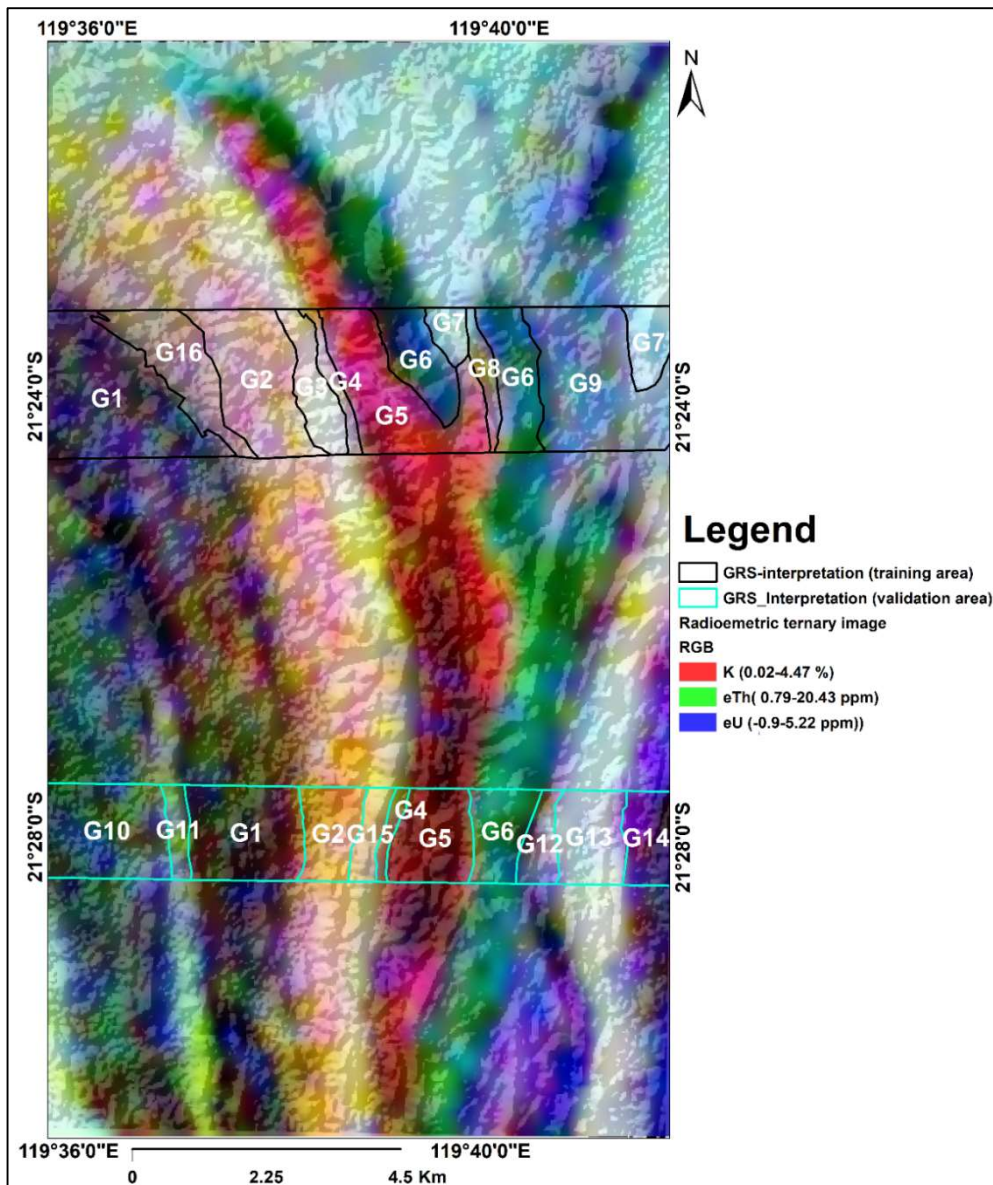 119°36'0"E 119°40'0"E
N
G7
G16
G7
G6
G8
G2
G6
G9
G3
G4
G1
G5
21°24'0"S
21°24'0"S
Legend
GRS-interpretation (training area)
GRS_Interpretation (validation area)
Radioemetric ternary image
RGB
K (0.02-4.47 %)
eTh( 0.79-20.43 ppm)
eU (-0.9-5.22 ppm))
G4
G10
G11
G1
G2
G15
G5
G6
G12
G13
G14
21°28'0"S
21°28'0"S
119°36'0"E 119°40'0"E
0 2.25 4.5 Km